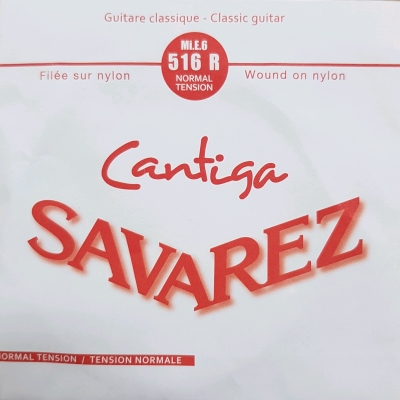 Guitare classique - Classic guitar
Mi.E.6
516 R
NORMAL
TENSION
Filée sur nylon
Wound on nylon
Cantiga
SAVAREZ
NORMAL TENSION / TENSION NORMALE